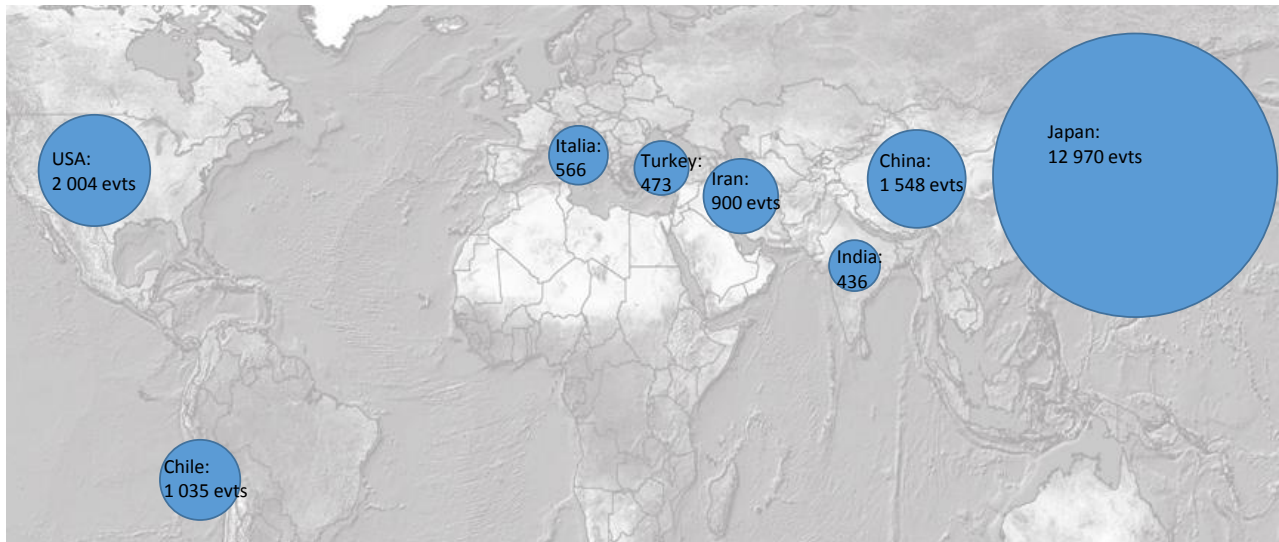 USA:
2 004 evts
Italia:
566
Turkey:
473
Iran:
900 evts
China:
1 548 evts
Japan:
12 970 evts
India:
436
Chile:
1 035 evts